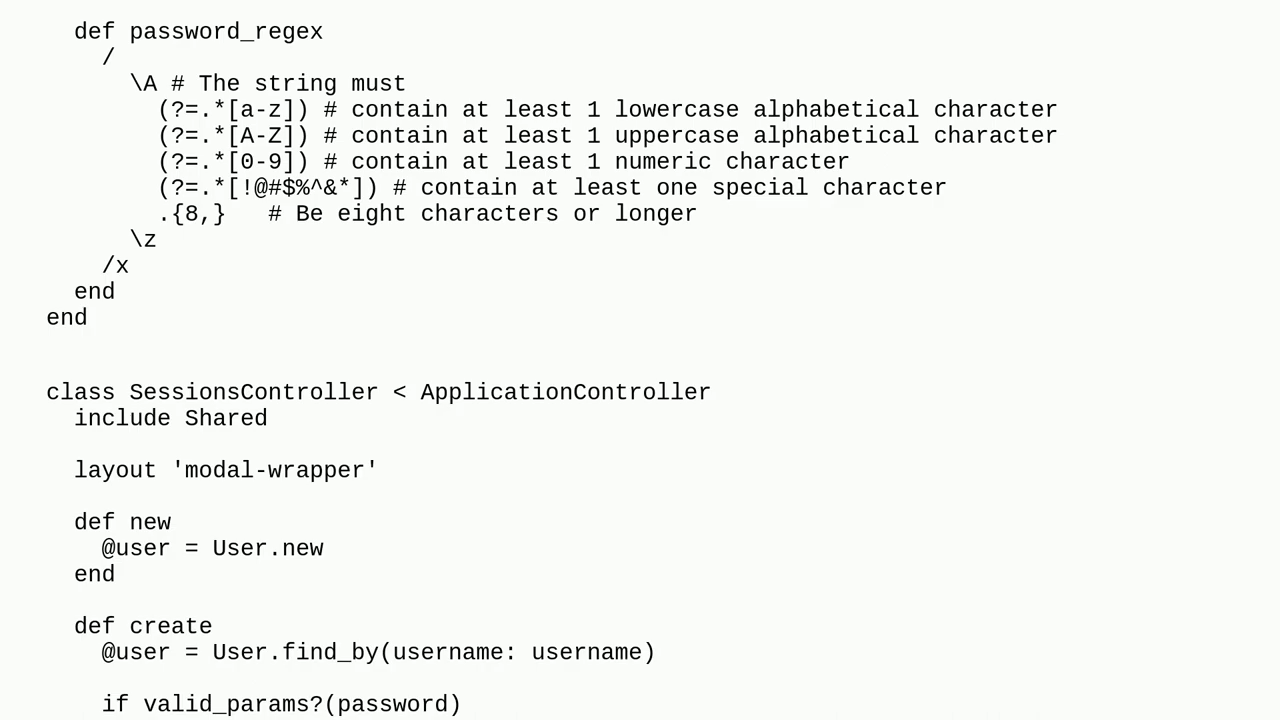 def password_regex
/
\A # The string must
(?=.*[a-z]) # contain at least 1 lowercase alphabetical character
(?=.*[A-Z]) # contain at least 1 uppercase alphabetical character
(?=.*[0-9]) # contain at least 1 numeric character
(?=.*[!@#$%^&*]) # contain at least one special character
.{8,}   # Be eight characters or longer
\z
/x
end
end
class SessionsController < ApplicationController
include Shared
layout 'modal-wrapper'
def new
@user = User.new
end
def create
@user = User.find_by(username: username)
if valid_params?(password)